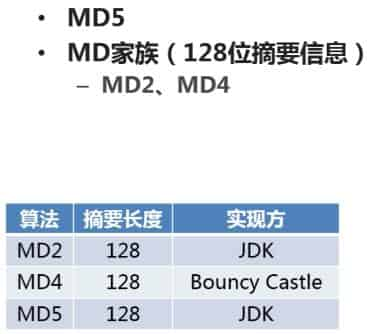 • MD5
• MD家族（128位摘要信息）
– MD2、MD4
算法 摘要长度 实现方
MD2 128 JDK
MD4 128 Bouncy Castle
MD5 128 JDK